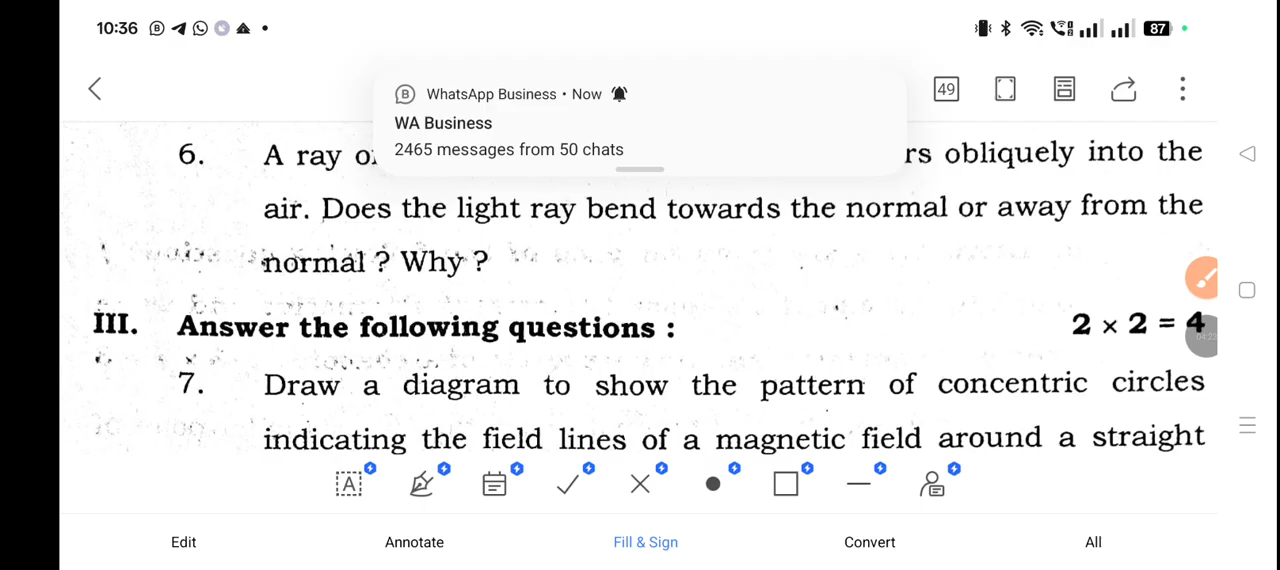 10:36
87
WhatsApp Business • Now
WA Business
2465 messages from 50 chats
49
6. A ray o rs obliquely into the
air. Does the light ray bend towards the normal or away from the
normal ? Why ?
III. Answer the following questions : 2 × 2 = 4
04:23
7. Draw a diagram to show the pattern of concentric circles
indicating the field lines of a magnetic field around a straight
Edit Annotate Fill & Sign Convert All